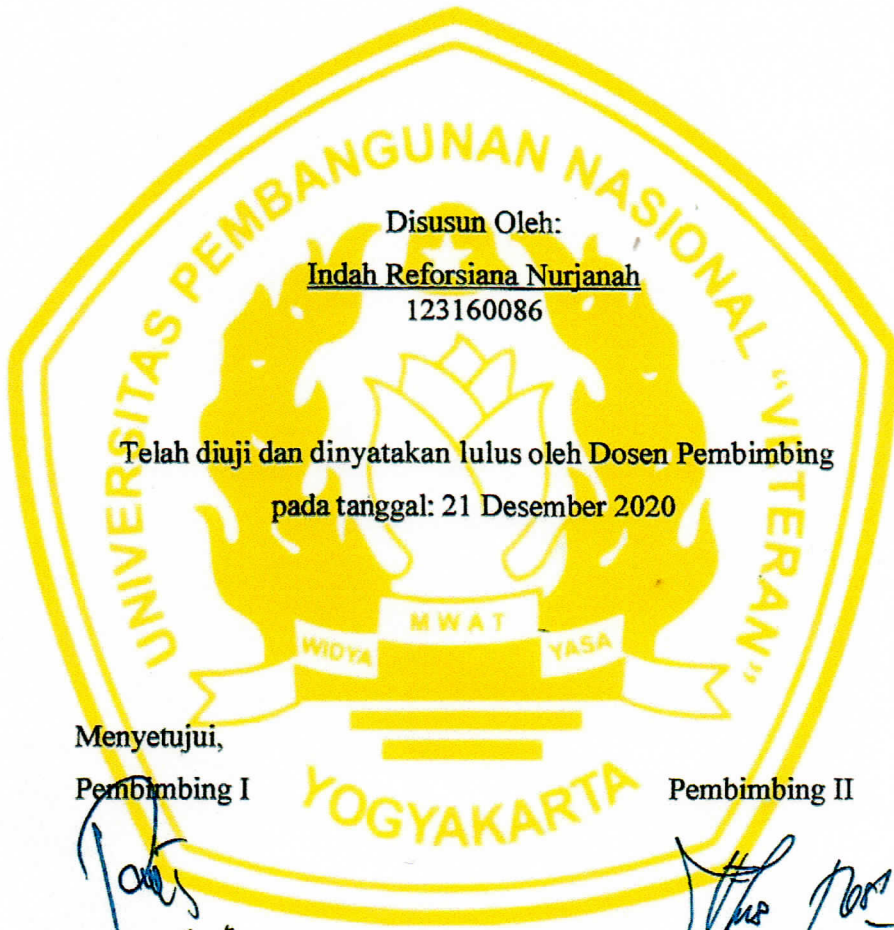 UNIVERSITAS PEMBANGUNAN NASIONAL "VETERAN"
Disusun Oleh:
Indah Reforsiana Nurjanah
123160086
Telah diuji dan dinyatakan lulus oleh Dosen Pembimbing
pada tanggal: 21 Desember 2020
WIDYA MWAT YASA
YOGYAKARTA
Menyetujui,
Pembimbing I Pembimbing II